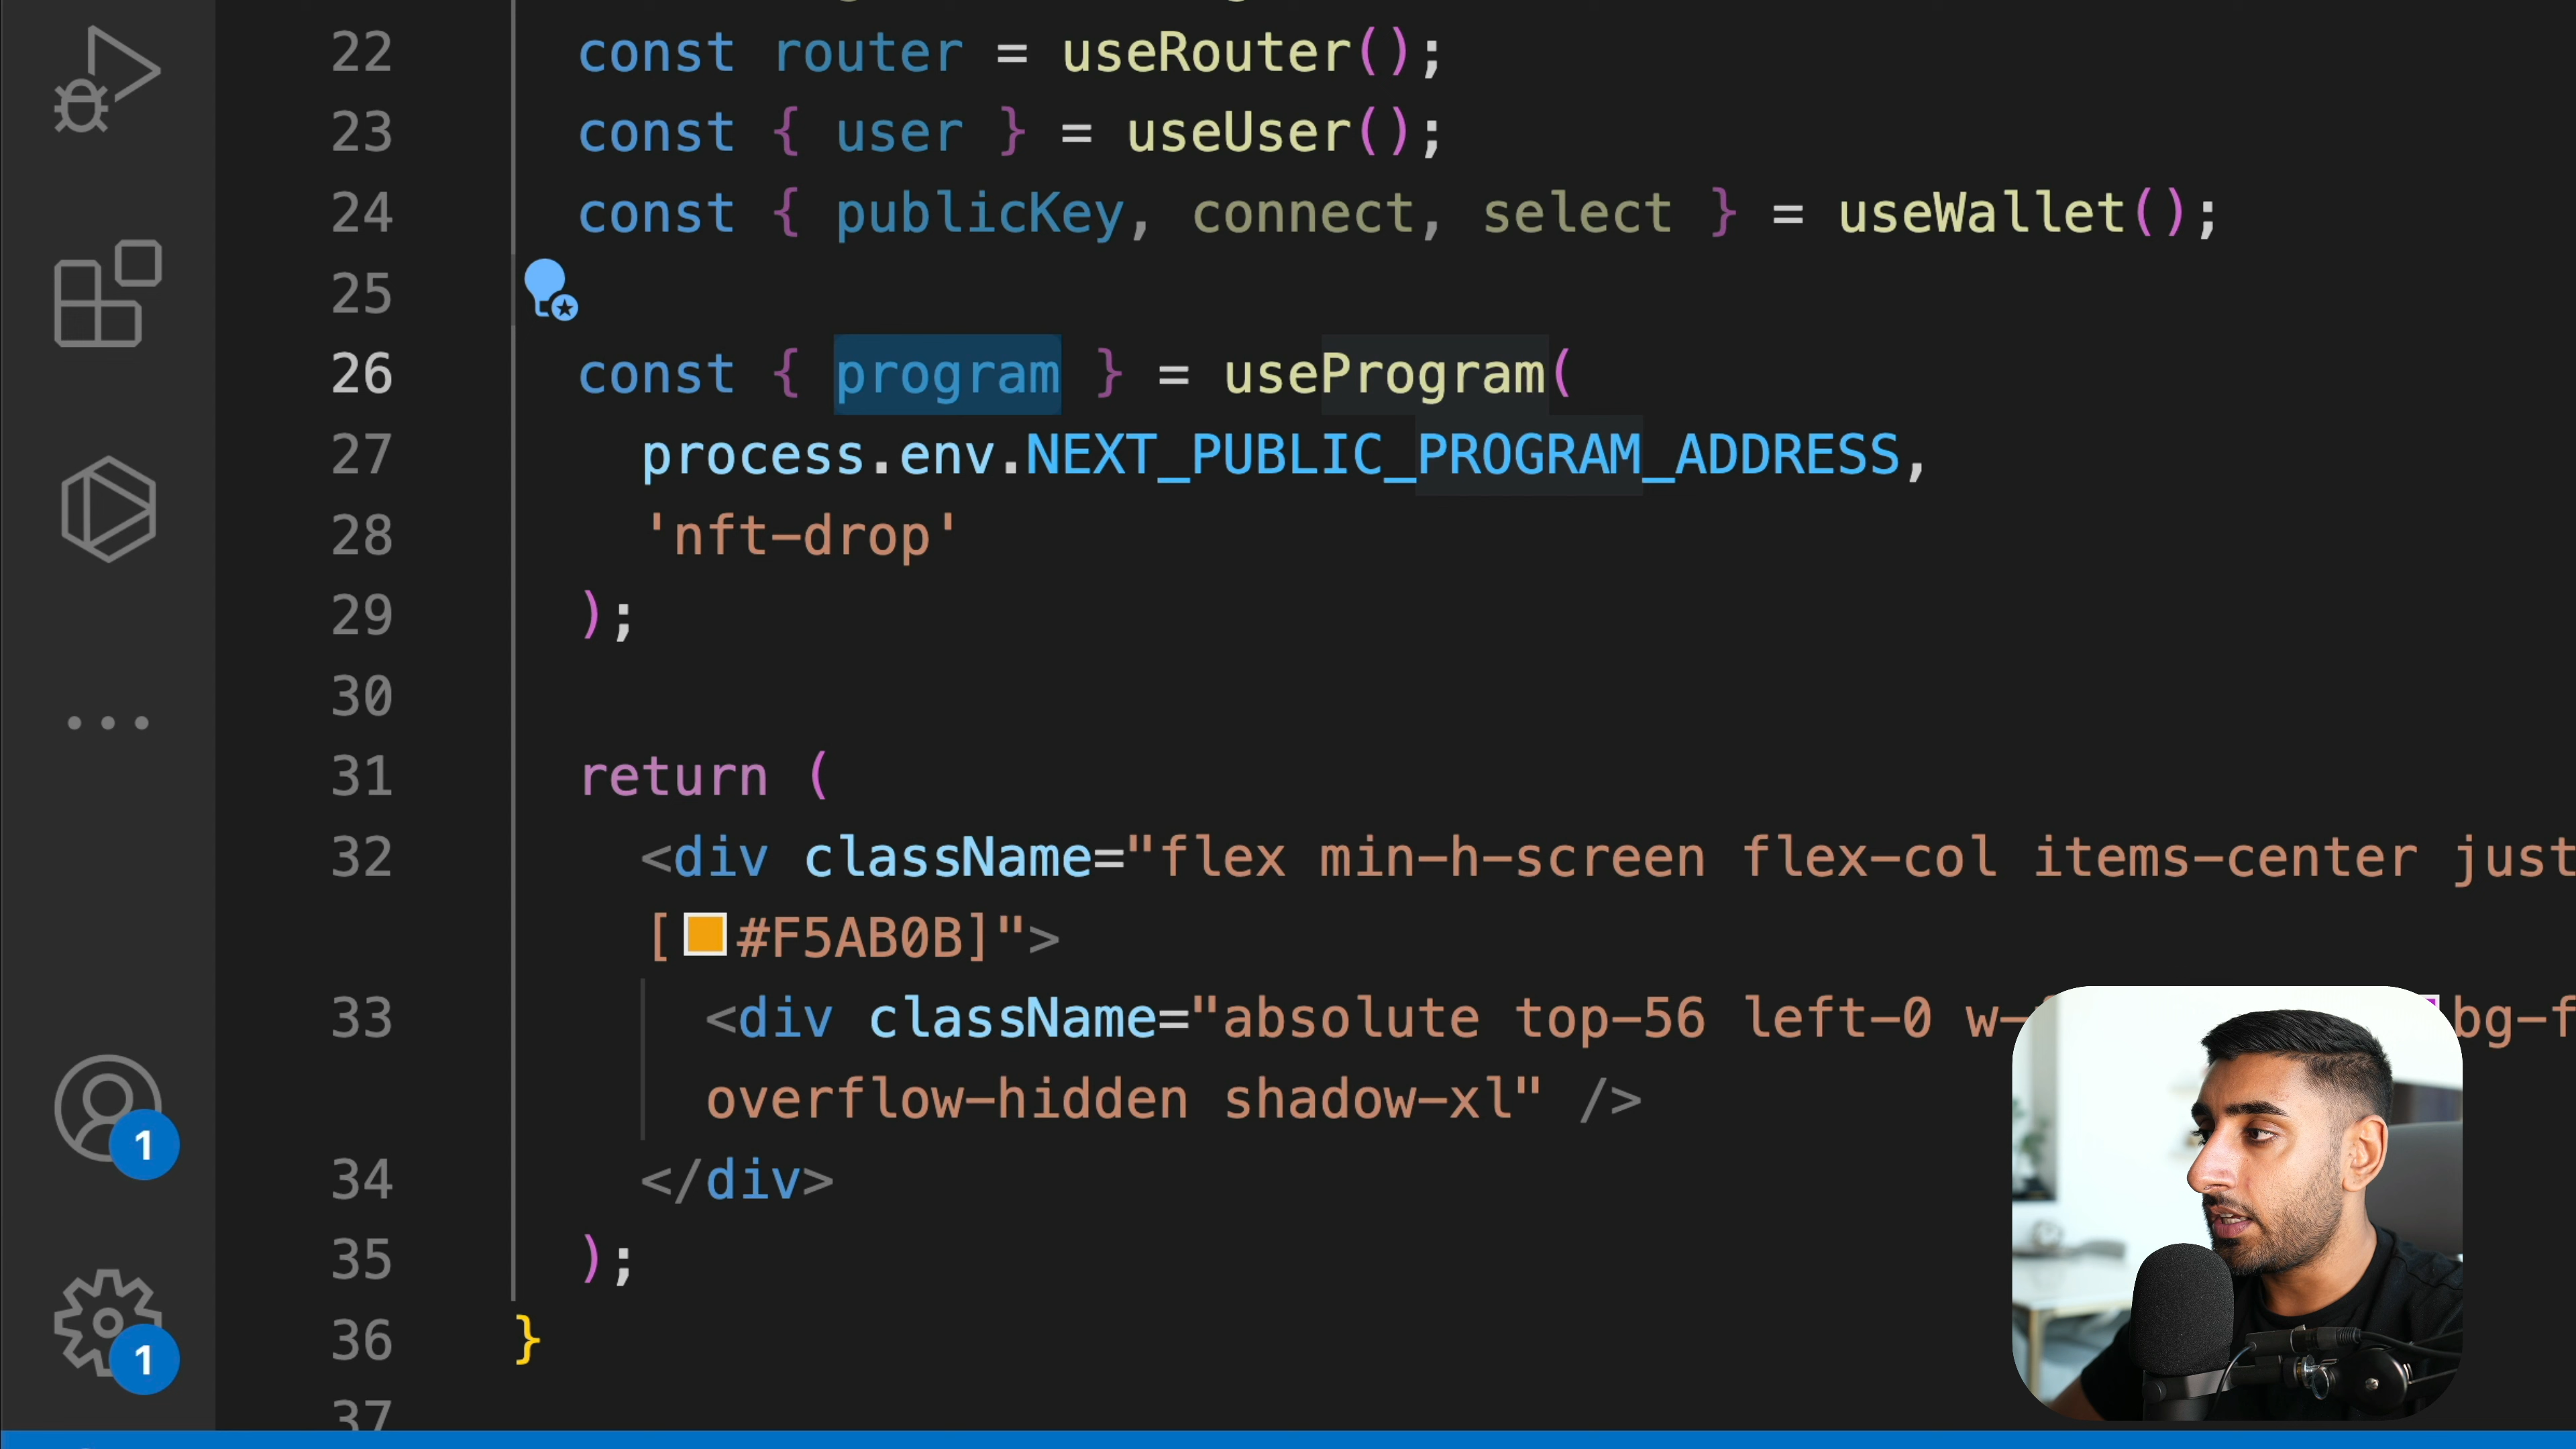 22 const router = useRouter();
23 const { user } = useUser();
24 const { publicKey, connect, select } = useWallet();
25
26 const { program } = useProgram(
27 process.env.NEXT_PUBLIC_PROGRAM_ADDRESS,
28 'nft-drop'
29 );
30
31 return (
32 <div className="flex min-h-screen flex-col items-center just
[#F5AB0B]">
33 <div className="absolute top-56 left-0 w- bg-f
overflow-hidden shadow-xl" />
34 </div>
1
35 );
36 }
1
37